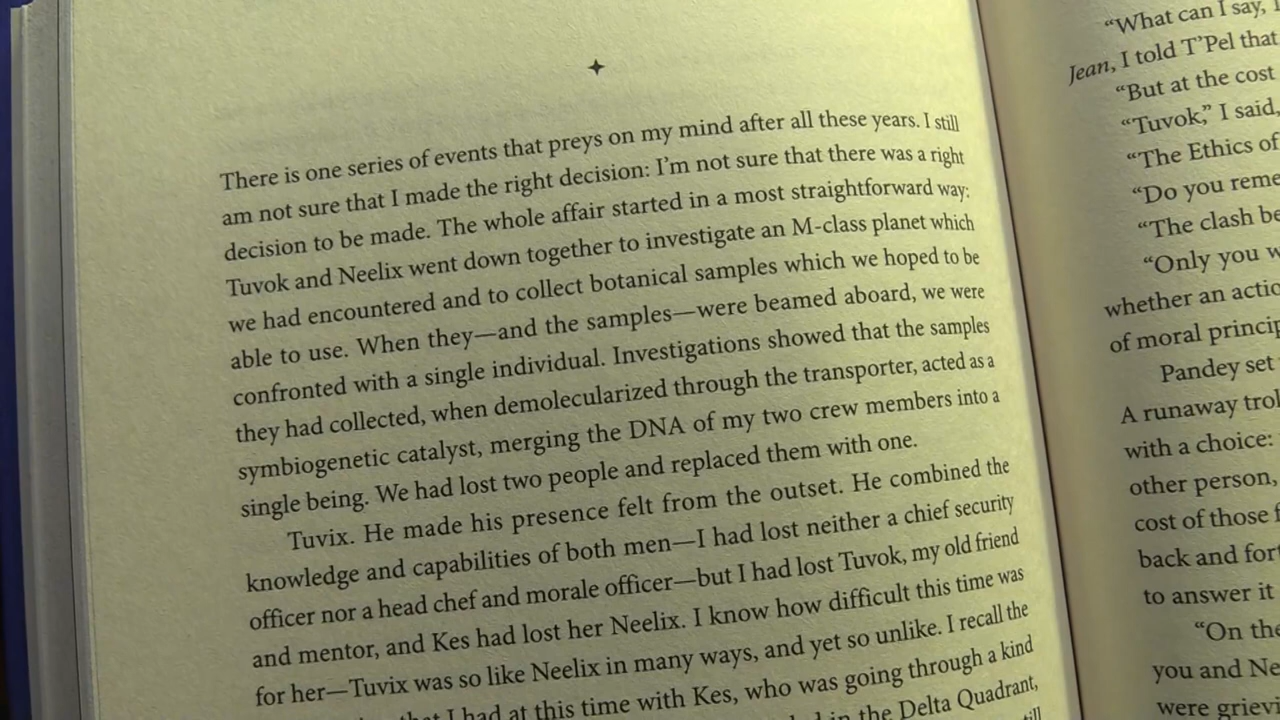 There is one series of events that preys on my mind after all these years. I still
am not sure that I made the right decision: I'm not sure that there was a right
decision to be made. The whole affair started in a most straightforward way:
Tuvok and Neelix went down together to investigate an M-class planet which
we had encountered and to collect botanical samples which we hoped to be
able to use. When they—and the samples—were beamed aboard, we were
confronted with a single individual. Investigations showed that the samples
they had collected, when demolecularized through the transporter, acted as a
symbiogenetic catalyst, merging the DNA of my two crew members into a
single being. We had lost two people and replaced them with one.
Tuvix. He made his presence felt from the outset. He combined the
knowledge and capabilities of both men—I had lost neither a chief security
officer nor a head chef and morale officer—but I had lost Tuvok, my old friend
and mentor, and Kes had lost her Neelix. I know how difficult this time was
for her—Tuvix was so like Neelix in many ways, and yet so unlike. I recall the
that I had at this time with Kes, who was going through a kind
in the Delta Quadrant,
still
“What can I say, I
Jean, I told T’Pel that
“But at the cost
“Tuvok,” I said,
“The Ethics of
“Do you reme
“The clash be
“Only you w
whether an actio
of moral princip
Pandey set
A runaway trol
with a choice:
other person,
cost of those f
back and fort
to answer it
“On the
you and Ne
were grievi